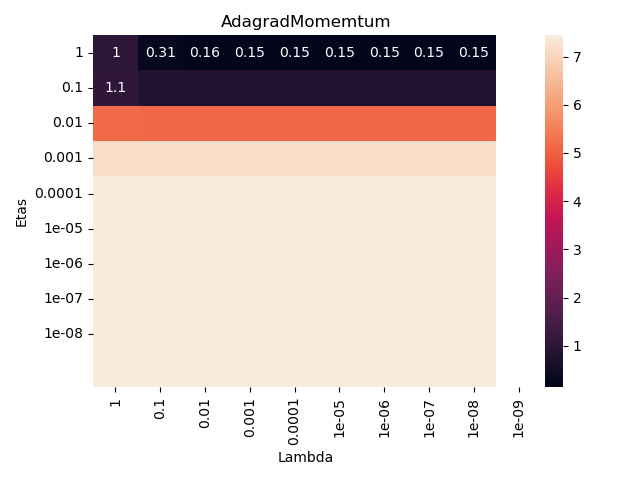 AdagradMomemtum
1 0.31 0.16 0.15 0.15 0.15 0.15 0.15 0.15
1.1
1
0.1
0.01
0.001
0.0001
1e-05
1e-06
1e-07
1e-08
Etas
1
0.1
0.01
0.001
0.0001
1e-05
1e-06
1e-07
1e-08
1e-09
Lambda
7
6
5
4
3
2
1